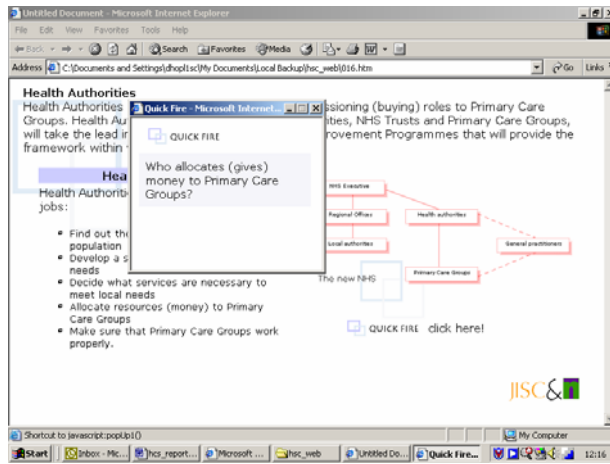 Untitled Document - Microsoft Internet Explorer
File Edit View Favorites Tools Help
Back Search Favorites Media
Address C:\Documents and Settings\dhopl1sc\My Documents\Local Backup\hsc_web\016.htm Go Links
Health Authorities
Health Authorities
ssioning (buying) roles to Primary Care
Groups. Health Au
ities, NHS Trusts and Primary Care Groups,
will take the lead in
rovement Programmes that will provide the
framework within
Quick Fire - Microsoft Internet...
QUICK FIRE
Who allocates (gives)
money to Primary Care
Groups?
Hea
Health Authoriti
jobs:
Find out the
population
Develop a s
needs
Decide what services are necessary to
meet local needs
Allocate resources (money) to Primary
Care Groups
Make sure that Primary Care Groups work
properly.
NHS Executive
Regional Offices
Health authorities
Local authorities
General practitioners
Primary Care Groups
The new NHS
QUICK FIRE click here!
JISC&n
Shortcut to javascript:popUp1()
My Computer
Start Inbox - Mic... hcs_report... Microsoft ... hsc_web Untitled Do... Quick Fire... 12:16